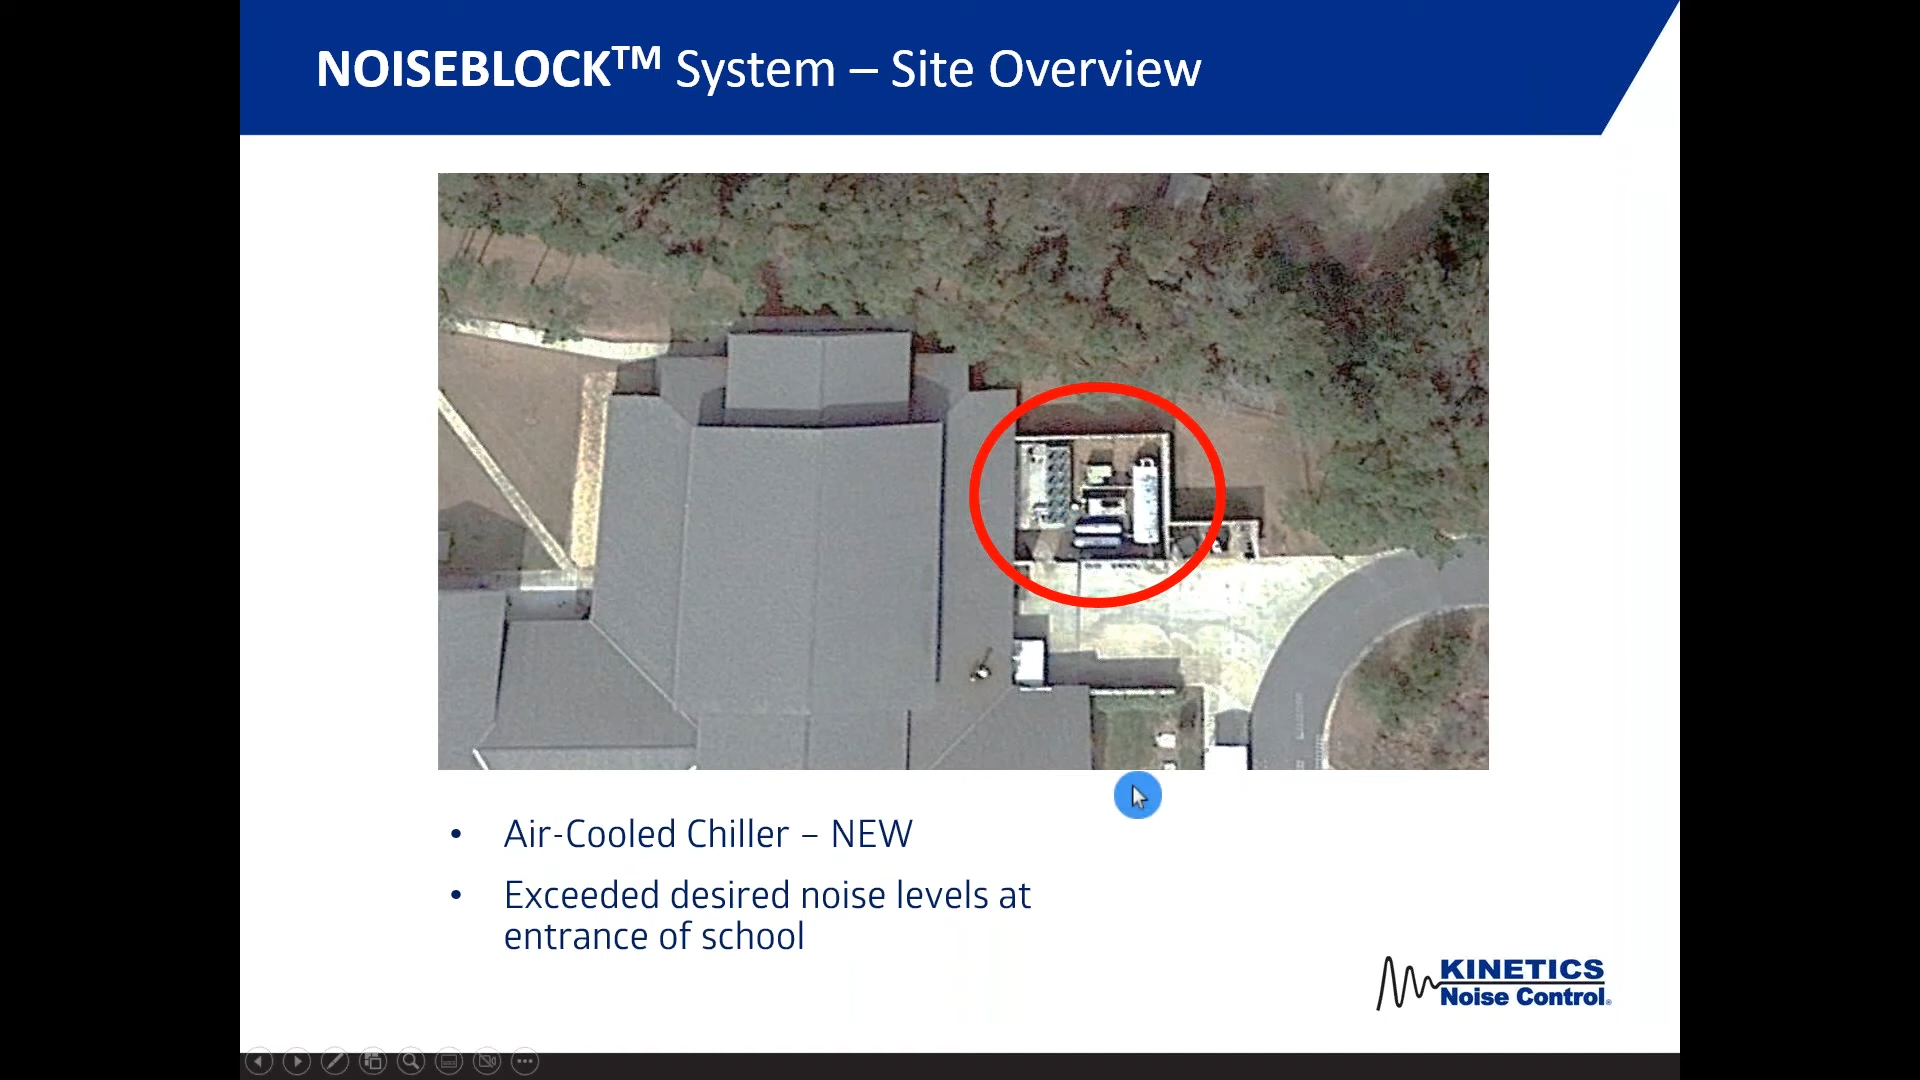 NOISEBLOCK™ System – Site Overview
• Air-Cooled Chiller – NEW
• Exceeded desired noise levels at
entrance of school
KINETICS
Noise Control®